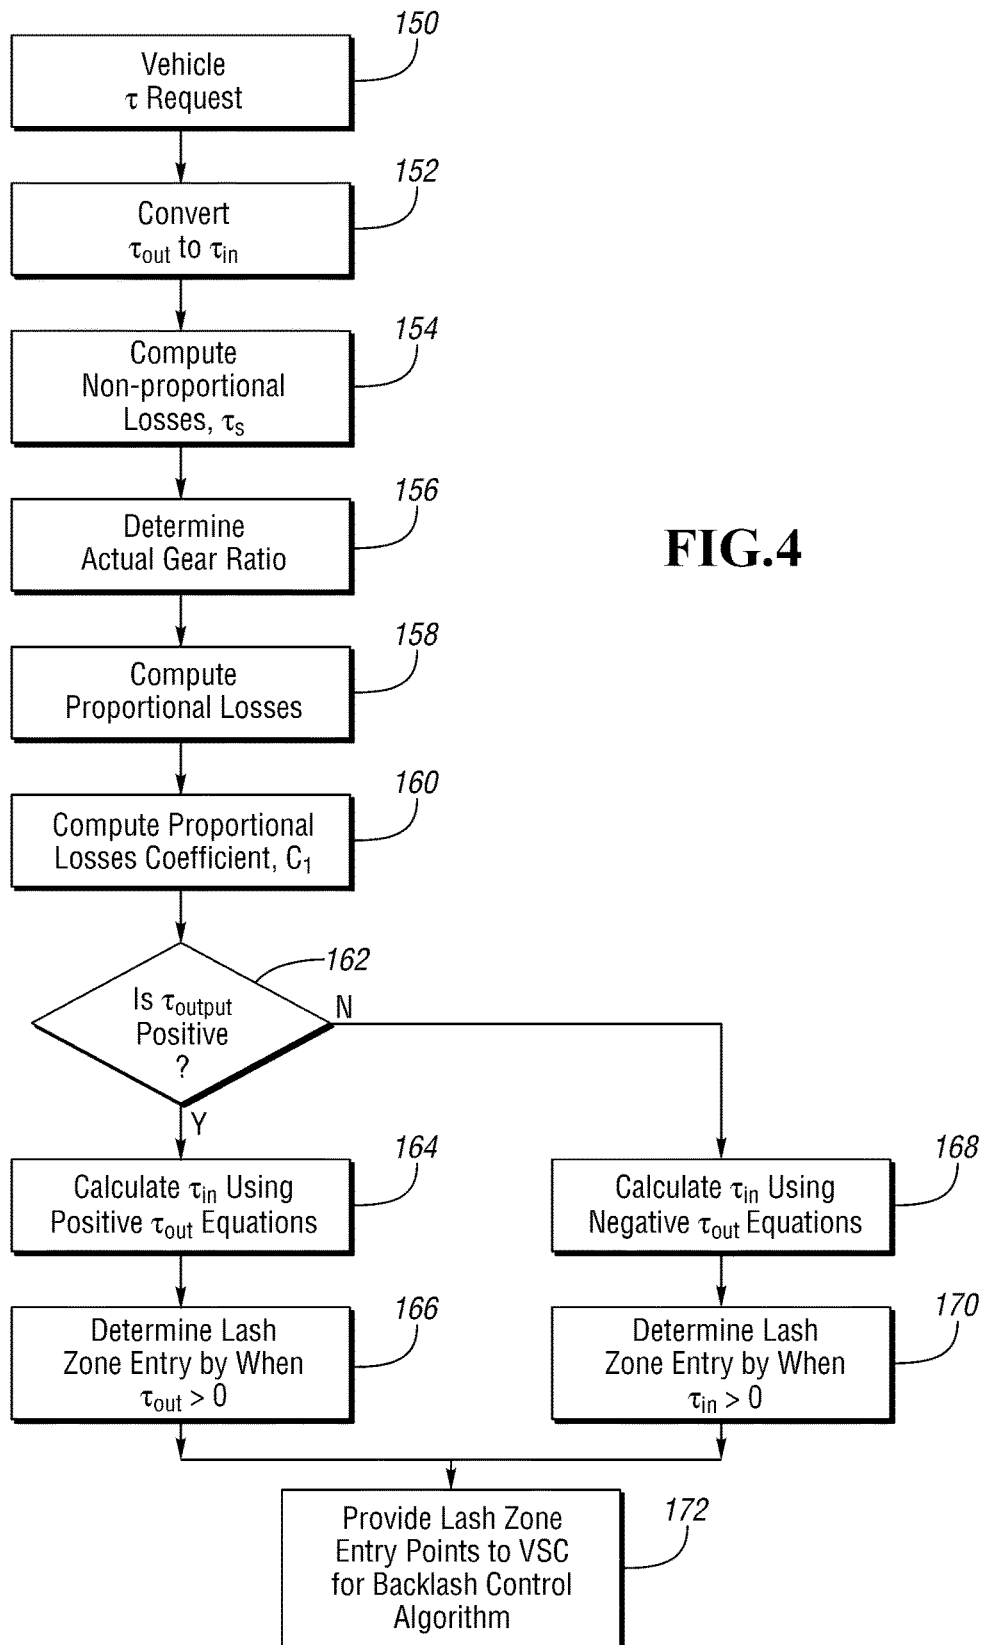 150
Vehicle
τ Request
152
Convert
τout to τin
154
Compute
Non-proportional
Losses, τs
156
Determine
Actual Gear Ratio
FIG.4
158
Compute
Proportional Losses
160
Compute Proportional
Losses Coefficient, C1
162
Is τoutput
Positive
?
N
Y
164
Calculate τin Using
Positive τout Equations
168
Calculate τin Using
Negative τout Equations
166
Determine Lash
Zone Entry by When
τout > 0
170
Determine Lash
Zone Entry by When
τin > 0
172
Provide Lash Zone
Entry Points to VSC
for Backlash Control
Algorithm